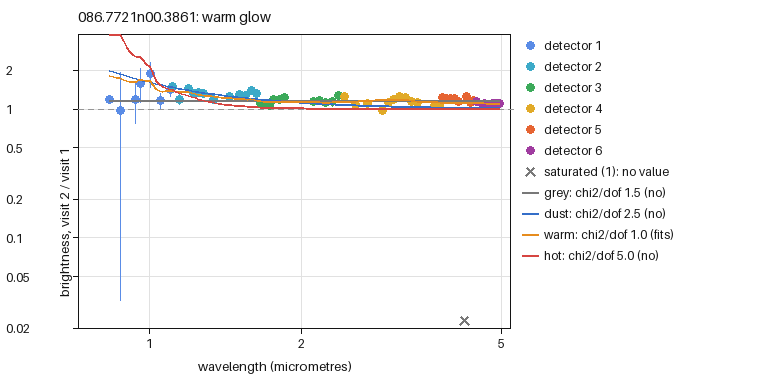 086.7721n00.3861: warm glow
brightness, visit 2 / visit 1
2
1
0.5
0.2
0.1
0.05
0.02
1
2
5
wavelength (micrometres)
detector 1
detector 2
detector 3
detector 4
detector 5
detector 6
saturated (1): no value
grey: chi2/dof 1.5 (no)
dust: chi2/dof 2.5 (no)
warm: chi2/dof 1.0 (fits)
hot: chi2/dof 5.0 (no)